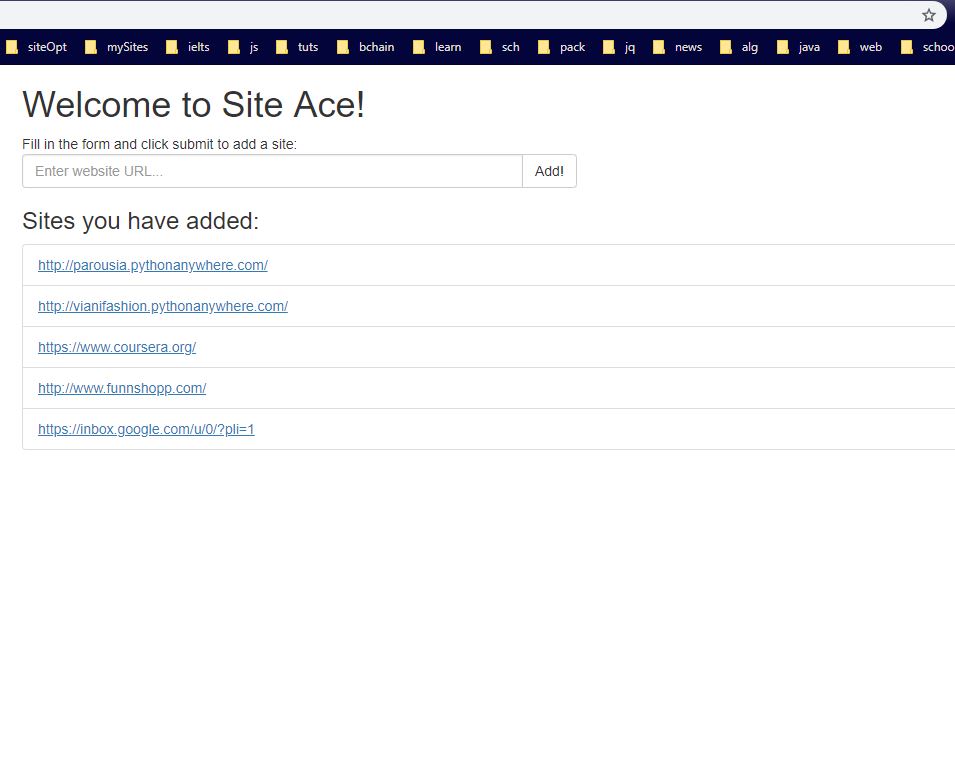 siteOpt mySites ielts js tuts bchain learn sch pack jq news alg java web schoo
Welcome to Site Ace!
Fill in the form and click submit to add a site:
Enter website URL... Add!
Sites you have added:
http://parousia.pythonanywhere.com/
http://vianifashion.pythonanywhere.com/
https://www.coursera.org/
http://www.funnshopp.com/
https://inbox.google.com/u/0/?pli=1